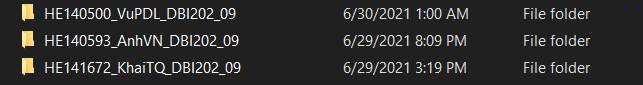 HE140500_VuPDL_DBI202_09 6/30/2021 1:00 AM File folder
HE140593_AnhVN_DBI202_09 6/29/2021 8:09 PM File folder
HE141672_KhaiTQ_DBI202_09 6/29/2021 3:19 PM File folder